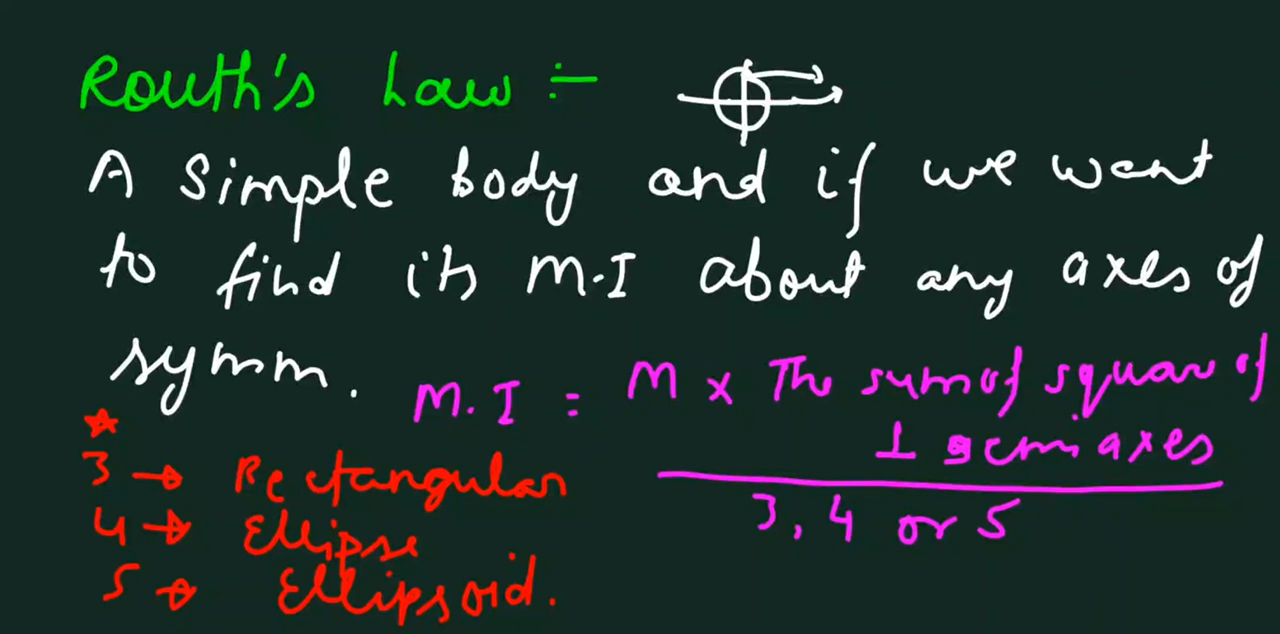 Routh's Law :-
A simple body and if we want
to find its M.I about any axes of
symm.
M.I = M × The sum of square of
⊥ semi axes
3, 4 or 5
3 → Rectangular
4 → Ellipse
5 → Ellipsoid.